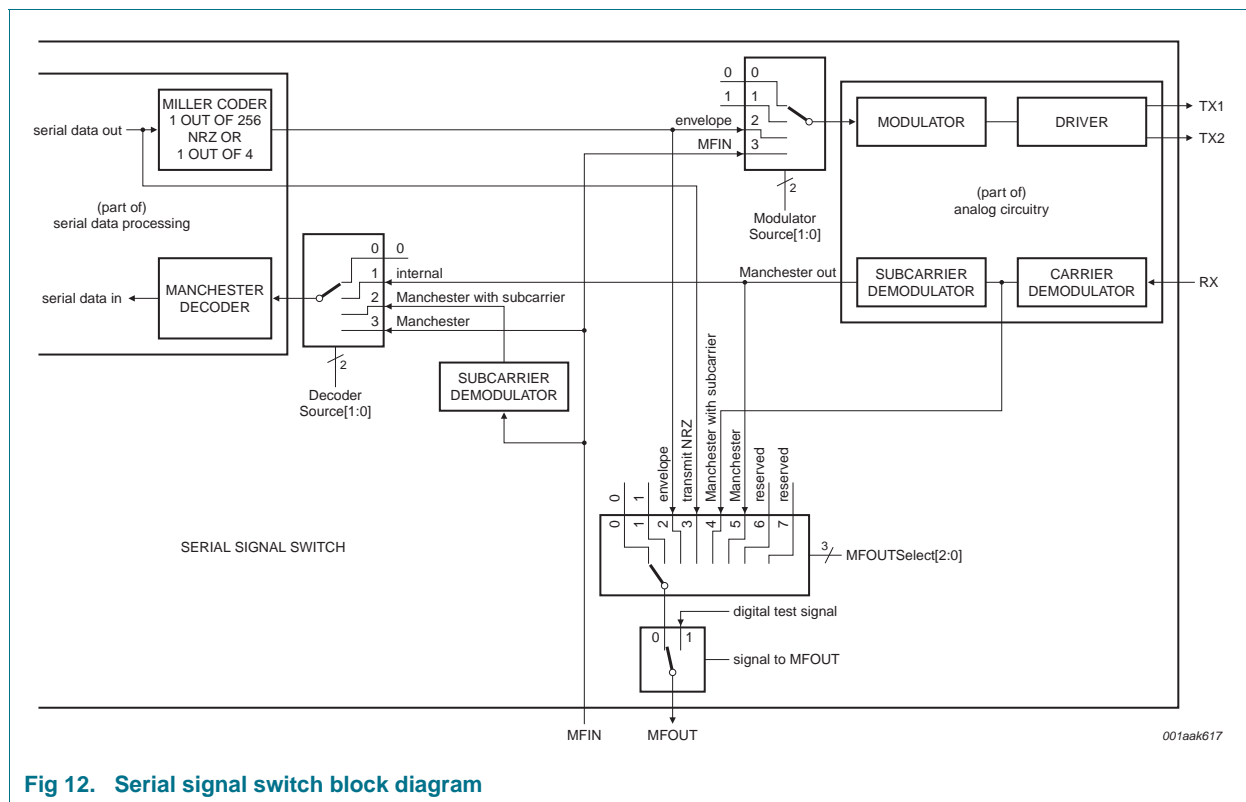 serial data out
MILLER CODER
1 OUT OF 256
NRZ OR
1 OUT OF 4
(part of)
serial data processing
serial data in
MANCHESTER
DECODER
0 0
1 internal
2 Manchester with subcarrier
3 Manchester
2
Decoder
Source[1:0]
SUBCARRIER
DEMODULATOR
0 0
1 1
envelope 2
MFIN 3
2
Modulator
Source[1:0]
MODULATOR
DRIVER
TX1
TX2
(part of)
analog circuitry
Manchester out
SUBCARRIER
DEMODULATOR
CARRIER
DEMODULATOR
RX
0 0
1 1
2 envelope
3 transmit NRZ
4 Manchester with subcarrier
5 Manchester
6 reserved
7 reserved
3
MFOUTSelect[2:0]
SERIAL SIGNAL SWITCH
digital test signal
0 1
signal to MFOUT
MFIN
MFOUT
001aak617
Fig 12. Serial signal switch block diagram